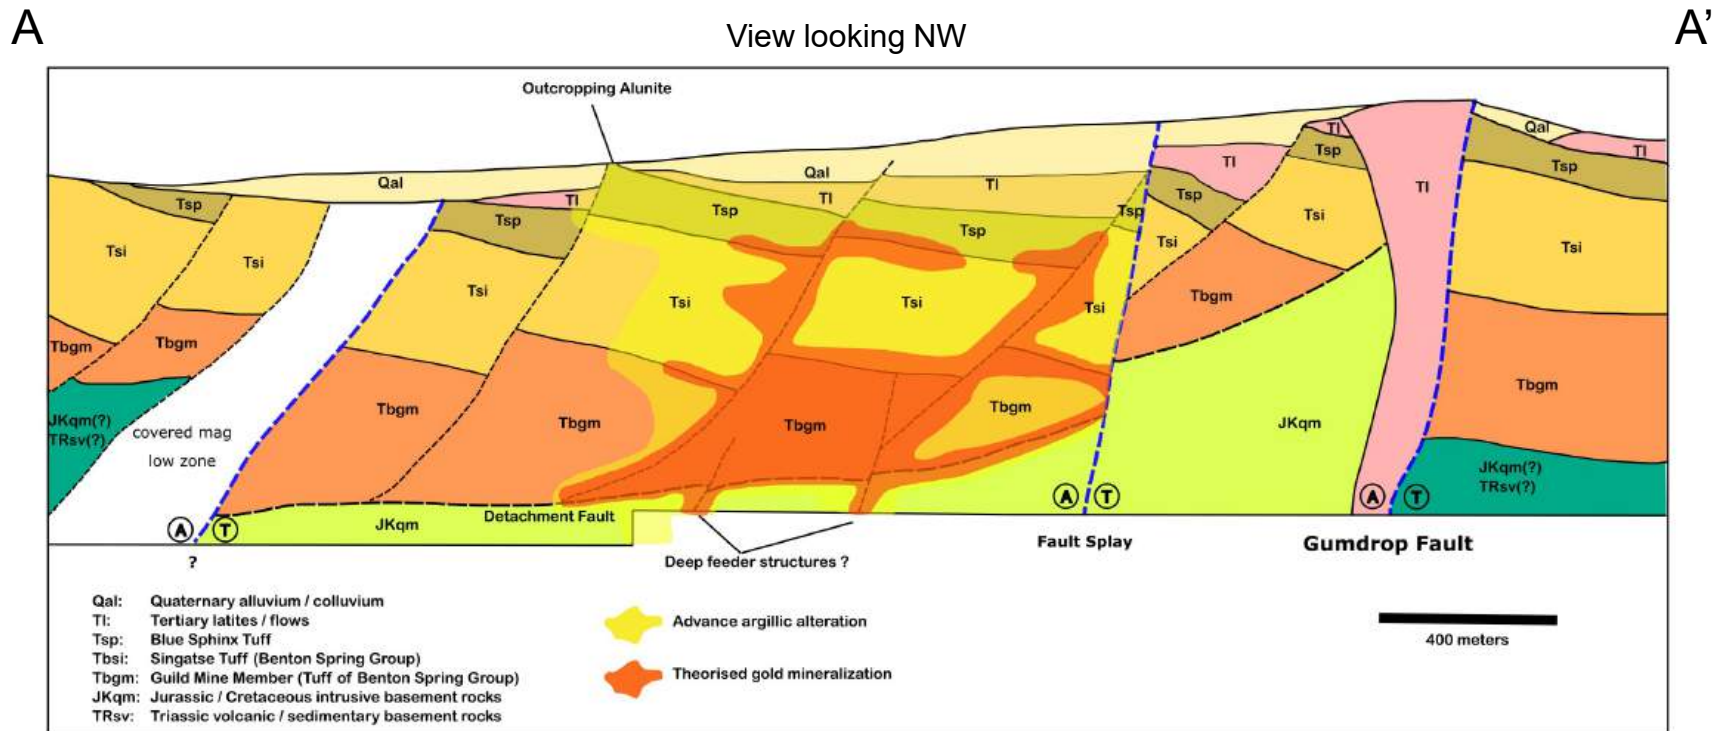 A
View looking NW
A'
Outcropping Alunite
Qal
Tl
Tsp
Tsi
Tsi
Tbgm
Tbgm
JKqm(?)
TRsv(?)
covered mag
low zone
Qal
Tsp
Tl
Tsi
Tbgm
Tbgm
Tsp
Qal
Tl
Tl
Tsp
Tsp
Tsi
Tsi
Tsi
Tbgm
Tbgm
Tl
Tsp
Tsi
Tbgm
Tl
Tsp
Tsi
Tl
JKqm
Qal
Tl
Tsp
Tsi
Tbgm
JKqm(?)
TRsv(?)
A T
A T
A T
JKqm
Detachment Fault
?
Deep feeder structures ?
Fault Splay
Gumdrop Fault
Qal: Quaternary alluvium / colluvium
Tl: Tertiary latites / flows
Tsp: Blue Sphinx Tuff
Tbsi: Singatse Tuff (Benton Spring Group)
Tbgm: Guild Mine Member (Tuff of Benton Spring Group)
JKqm: Jurassic / Cretaceous intrusive basement rocks
TRsv: Triassic volcanic / sedimentary basement rocks
Advance argillic alteration
Theorised gold mineralization
400 meters